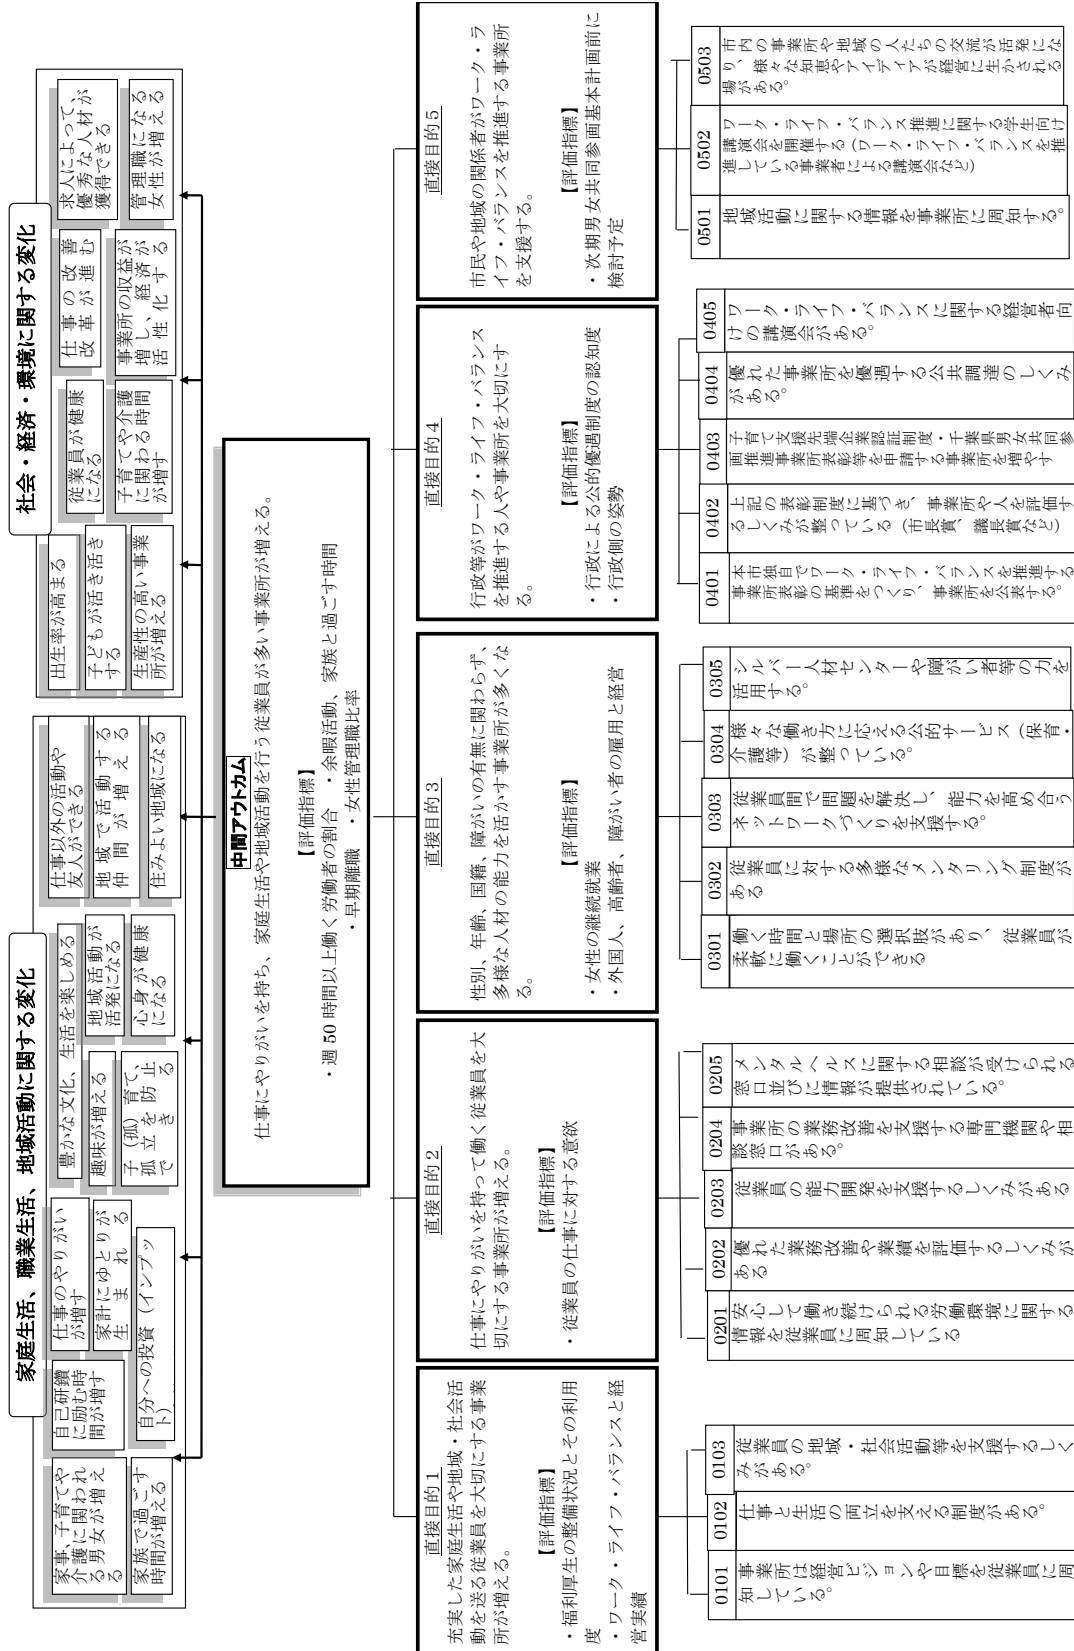 家庭生活、職業生活、地域活動に関する変化
家事、子育てや
介護に関われ
る男女が増え
る
家族で過ごす
時間が増える
自己研鑽
に励む時
間が増す
自分への投資（インプッ
ト）
仕事のやりがい
が増す
家計にゆとりが
生まれる
豊かな文化、生活を楽しめる
趣味が増える
子（孤）育て、
孤立を防止
でき
地域活動が
活発になる
心身が健康
になる
仕事以外の活動や
友人ができる
地域で活動する
仲間が増える
住みよい地域になる
社会・経済・環境に関する変化
出生率が高まる
子どもが活き活き
する
生産性の高い事業
所が増える
従業員が健康
になる
子育てや介護
に関わる時間
が増す
仕事の改善
改革が進む
事業所の収益が
増し、経済が
活性化する
求人によって、
優秀な人材が
獲得できる
管理職になる
女性が増える
中間アウトカム
仕事にやりがいを持ち、家庭生活や地域活動を行う従業員が多い事業所が増える。
【評価指標】
・週 50 時間以上働く労働者の割合　・余暇活動、家族と過ごす時間
・早期離職　・女性管理職比率
直接目的１
充実した家庭生活や地域・社会活
動を送る従業員を大切にする事業
所が増える。
【評価指標】
・福利厚生の整備状況とその利用
度
・ワーク・ライフ・バランスと経
営実績
直接目的２
仕事にやりがいを持って働く従業員を大
切にする事業所が増える。
【評価指標】
・従業員の仕事に対する意欲
直接目的３
性別、年齢、国籍、障がいの有無に関わらず、
多様な人材の能力を活かす事業所が多くな
る。
【評価指標】
・女性の継続就業
・外国人、高齢者、障がい者の雇用と経営
直接目的４
行政等がワーク・ライフ・バランス
を推進する人や事業所を大切にす
る。
【評価指標】
・行政による公的優遇制度の認知度
・行政側の姿勢
直接目的５
市民や地域の関係者がワーク・ラ
イフ・バランスを推進する事業所
を支援する。
【評価指標】
・次期男女共同参画基本計画前に
検討予定
0101
事業所は経営ビジョンや目標を従業員に周
知している。
0102
仕事と生活の両立を支える制度がある。
0103
従業員の地域・社会活動等を支援するしく
みがある。
0201
安心して働き続けられる労働環境に関する
情報を従業員に周知している
0202
優れた業務改善や業績を評価するしくみが
ある
0203
従業員の能力開発を支援するしくみがある
0204
事業所の業務改善を支援する専門機関や相
談窓口がある。
0205
メンタルヘルスに関する相談が受けられる
窓口並びに情報が提供されている。
0301
働く時間と場所の選択肢があり、従業員が
柔軟に働くことができる
0302
従業員に対する多様なメンタリング制度が
ある
0303
従業員間で問題を解決し、能力を高め合う
ネットワークづくりを支援する。
0304
様々な働き方に応える公的サービス（保育・
介護等）が整っている。
0305
シルバー人材センターや障がい者等の力を
活用する。
0401
本市独自でワーク・ライフ・バランスを推進する
事業所表彰の基準をつくり、事業所を公表する。
0402
上記の表彰制度に基づき、事業所や人を評価す
るしくみが整っている（市長賞、議長賞など）
0403
子育て支援先端企業認証制度・千葉県男女共同参
画推進事業所表彰等を申請する事業所を増やす
0404
優れた事業所を優遇する公共調達のしくみ
がある。
0405
ワーク・ライフ・バランスに関する経営者向
けの講演会がある。
0501
地域活動に関する情報を事業所に周知する。
0502
ワーク・ライフ・バランス推進に関する学生向け
講演会を開催する（ワーク・ライフ・バランスを推
進している事業者による講演会など）
0503
市内の事業所や地域の人たちの交流が活発にな
り、様々な知恵やアイディアが経営に生かされる
場がある。